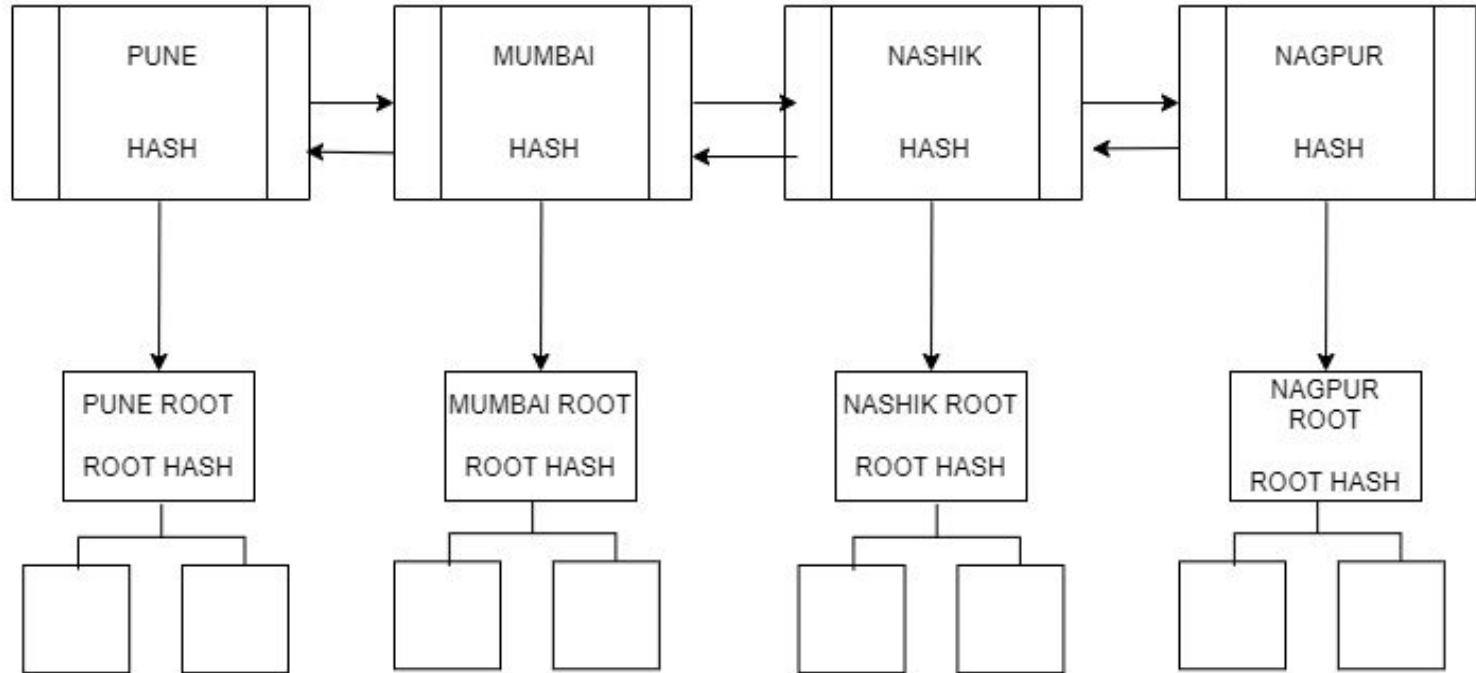 PUNE
HASH
MUMBAI
HASH
NASHIK
HASH
NAGPUR
HASH
PUNE ROOT
ROOT HASH
MUMBAI ROOT
ROOT HASH
NASHIK ROOT
ROOT HASH
NAGPUR
ROOT
ROOT HASH